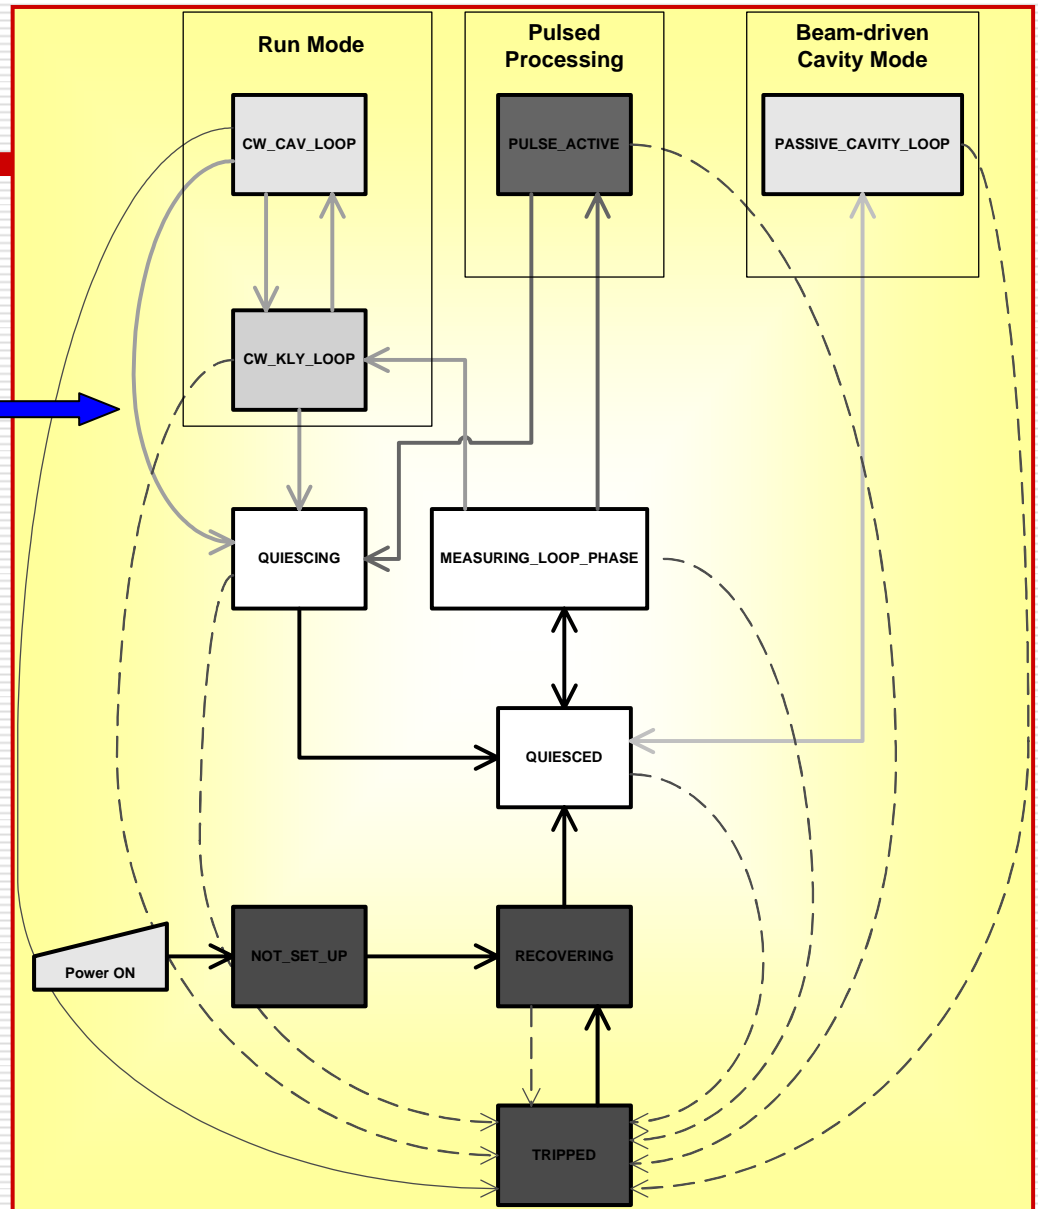 Run Mode
Pulsed
Processing
Beam-driven
Cavity Mode
CW_CAV_LOOP
PULSE_ACTIVE
PASSIVE_CAVITY_LOOP
CW_KLY_LOOP
QUIESCING
MEASURING_LOOP_PHASE
QUIESCED
Power ON
NOT_SET_UP
RECOVERING
TRIPPED